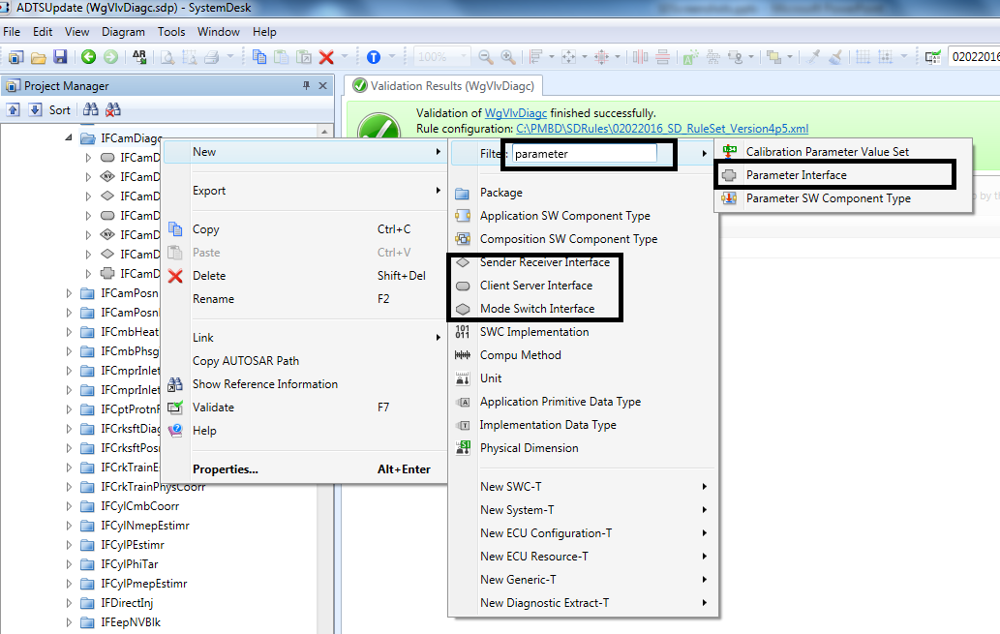 ADTSUpdate (WgVlvDiagc.sdp) - SystemDesk
File Edit View Diagram Tools Window Help
100% 02022016
Project Manager
Sort
IFCamDiagc
IFCamD
IFCamD
IFCamD
IFCamD
IFCamD
IFCamD
IFCamD
IFCamPosn
IFCamPosn
IFCmbHeat
IFCmbPhsg
IFCmprInlet
IFCmprInlet
IFCptProtnF
IFCrksftDiag
IFCrksftPosn
IFCrkTrainE
IFCrkTrainPhysCoorr
IFCylCmbCoorr
IFCylNmepEstimr
IFCylPEstimr
IFCylPhiTar
IFCylPmepEstimr
IFDirectInj
IFEepNVBlk
Validation Results (WgVlvDiagc)
Validation of WgVlvDiagc finished successfully.
Rule configuration: C:\PMBD\SDRules\02022016_SD_RuleSet_Version4p5.xml
New
Export
Copy Ctrl+C
Paste Ctrl+V
Delete Shift+Del
Rename F2
Link
Copy AUTOSAR Path
Show Reference Information
Validate F7
Help
Properties... Alt+Enter
Filter: parameter
Package
Application SW Component Type
Composition SW Component Type
Sender Receiver Interface
Client Server Interface
Mode Switch Interface
SWC Implementation
Compu Method
Unit
Application Primitive Data Type
Implementation Data Type
Physical Dimension
New SWC-T
New System-T
New ECU Configuration-T
New ECU Resource-T
New Generic-T
New Diagnostic Extract-T
Calibration Parameter Value Set
Parameter Interface
Parameter SW Component Type
by th